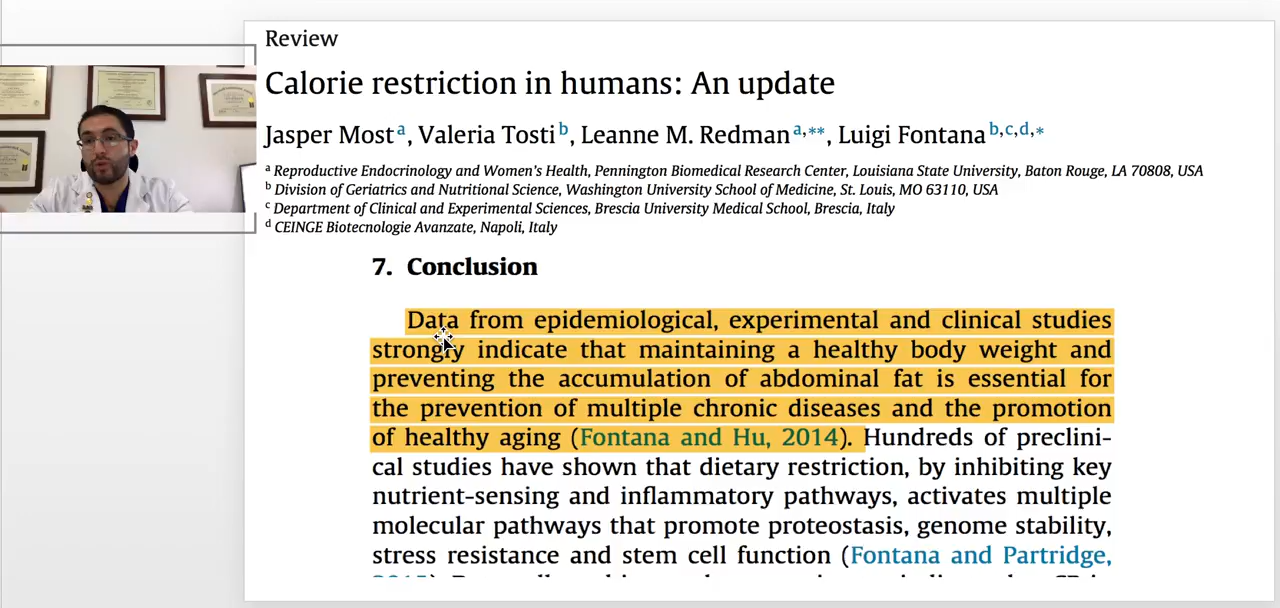 Review
Calorie restriction in humans: An update
Jasper Most a, Valeria Tosti b, Leanne M. Redman a,**, Luigi Fontana b,c,d,*
a Reproductive Endocrinology and Women's Health, Pennington Biomedical Research Center, Louisiana State University, Baton Rouge, LA 70808, USA
b Division of Geriatrics and Nutritional Science, Washington University School of Medicine, St. Louis, MO 63110, USA
c Department of Clinical and Experimental Sciences, Brescia University Medical School, Brescia, Italy
d CEINGE Biotecnologie Avanzate, Napoli, Italy
7. Conclusion
Data from epidemiological, experimental and clinical studies
strongly indicate that maintaining a healthy body weight and
preventing the accumulation of abdominal fat is essential for
the prevention of multiple chronic diseases and the promotion
of healthy aging (Fontana and Hu, 2014). Hundreds of preclini-
cal studies have shown that dietary restriction, by inhibiting key
nutrient-sensing and inflammatory pathways, activates multiple
molecular pathways that promote proteostasis, genome stability,
stress resistance and stem cell function (Fontana and Partridge,